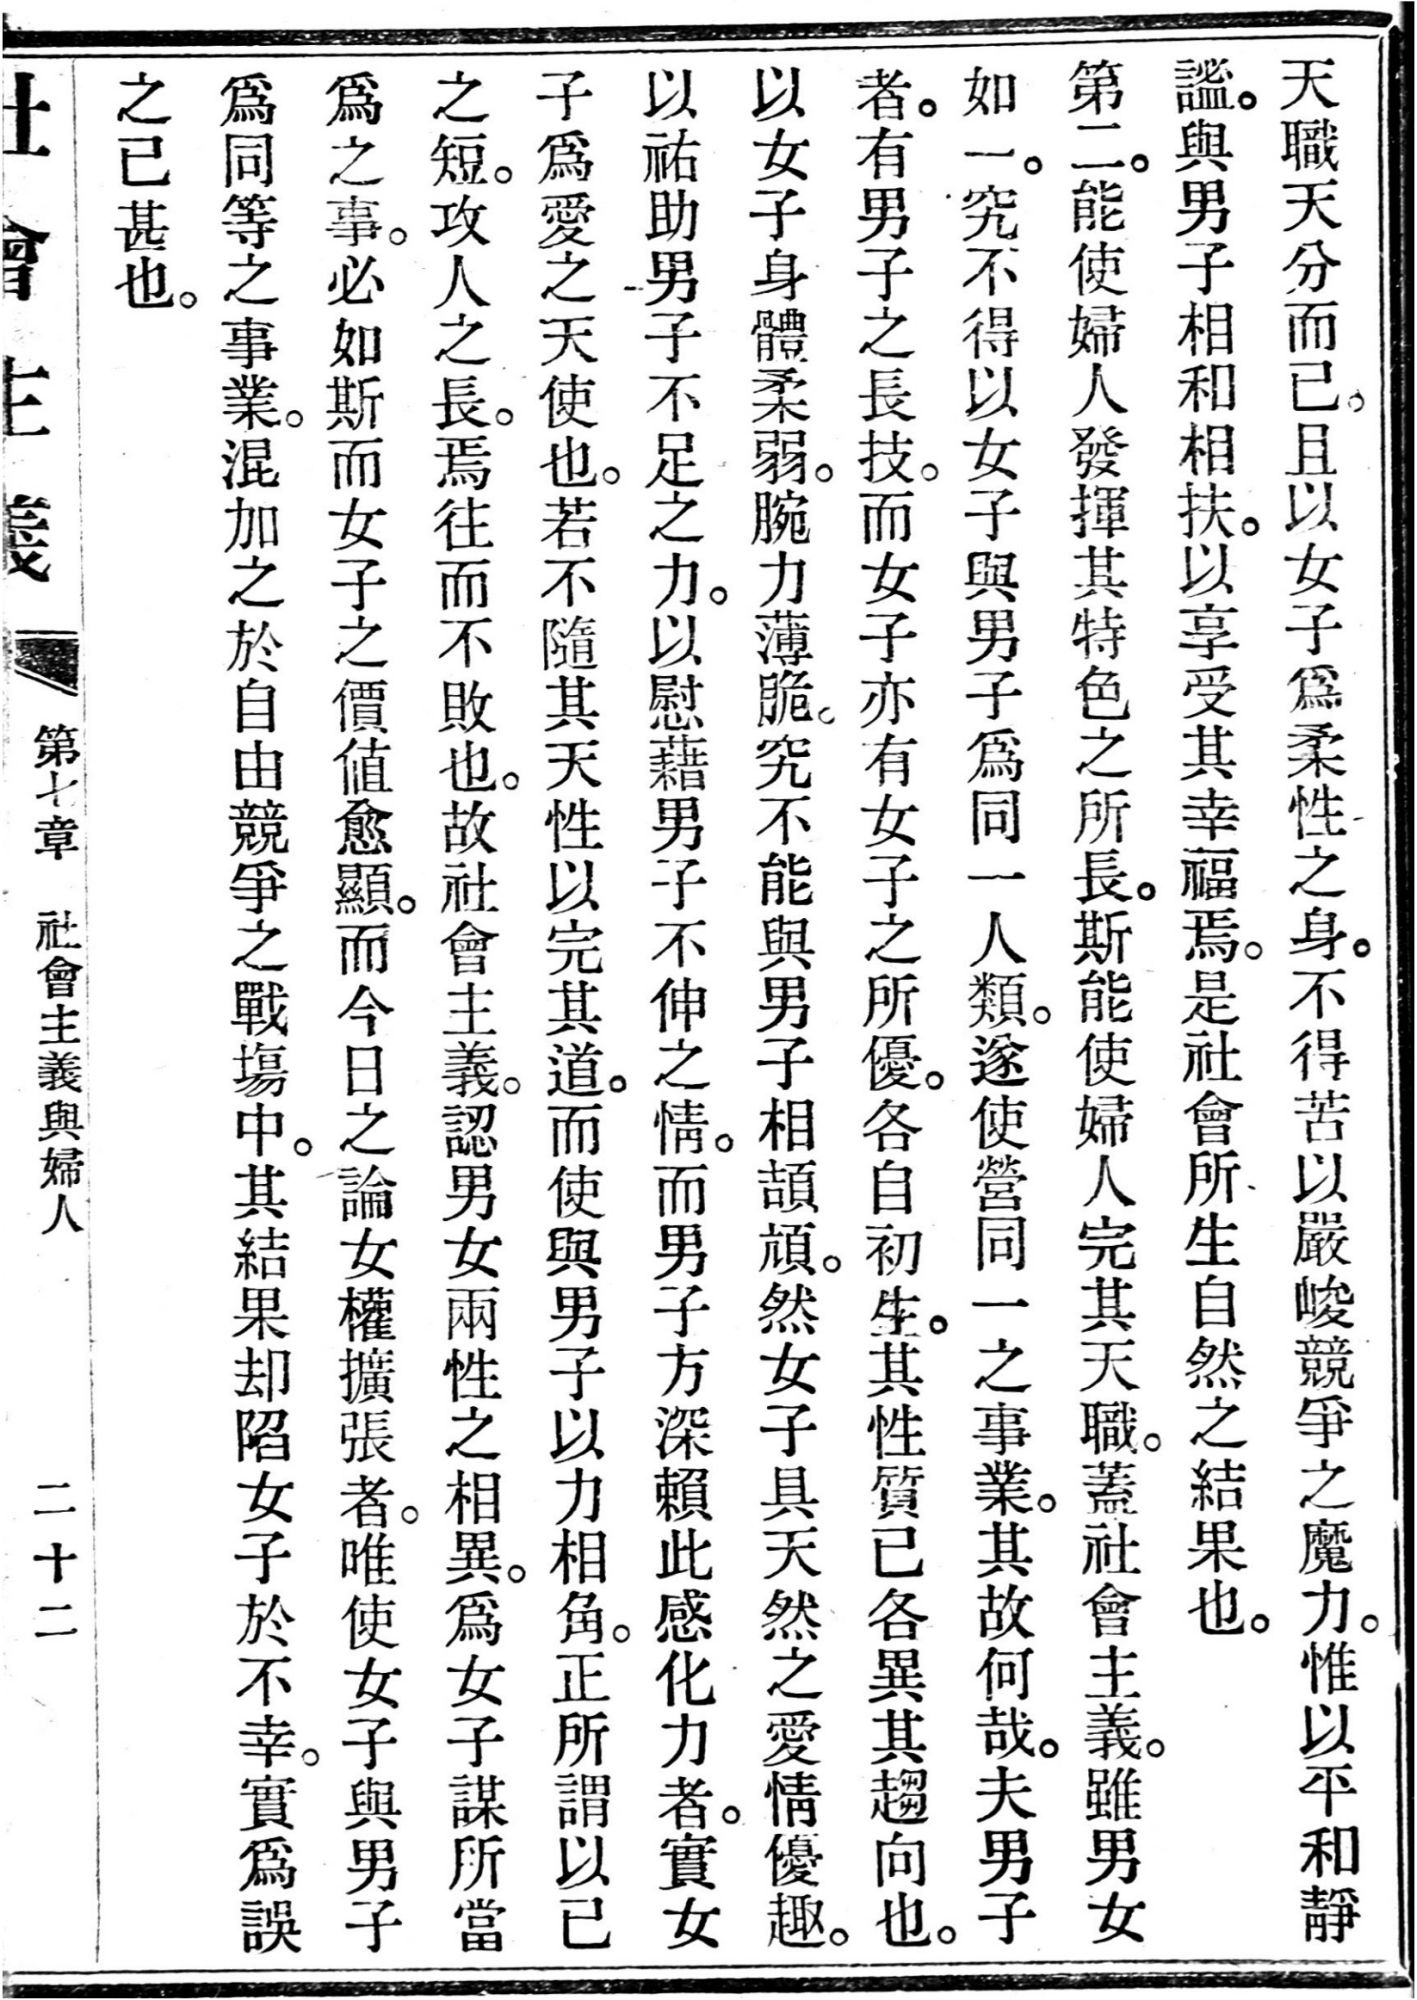 天職天分而已。且以女子爲柔性之身。不得苦以嚴峻競爭之魔力。惟以平和靜
謐。與男子相和相扶。以享受其幸福焉。是社會所生自然之結果也。
第二。能使婦人發揮其特色之所長。斯能使婦人完其天職。蓋社會主義。雖男女
如一。究不得以女子與男子爲同一人類。遂使營同一之事業。其故何哉。夫男子
者。有男子之長技。而女子亦有女子之所優。各自初生。其性質已各異其趨向也。
以女子身體柔弱。腕力薄脆。究不能與男子相頡頏。然女子具天然之愛情優趣。
以祐助男子不足之力。以慰藉男子不伸之情。而男子方深賴此感化力者。實女
子爲愛之天使也。若不隨其天性以完其道。而使與男子以力相角。正所謂以己
之短。攻人之長。焉往而不敗也。故社會主義。認男女兩性之相異。爲女子謀所當
爲之事。必如斯而女子之價値愈顯。而今日之論女權擴張者。唯使女子與男子
爲同等之事業。混加之於自由競爭之戰塲中。其結果却陷女子於不幸。實爲誤
之已甚也。
社會主義 第七章 社會主義與婦人 二十二